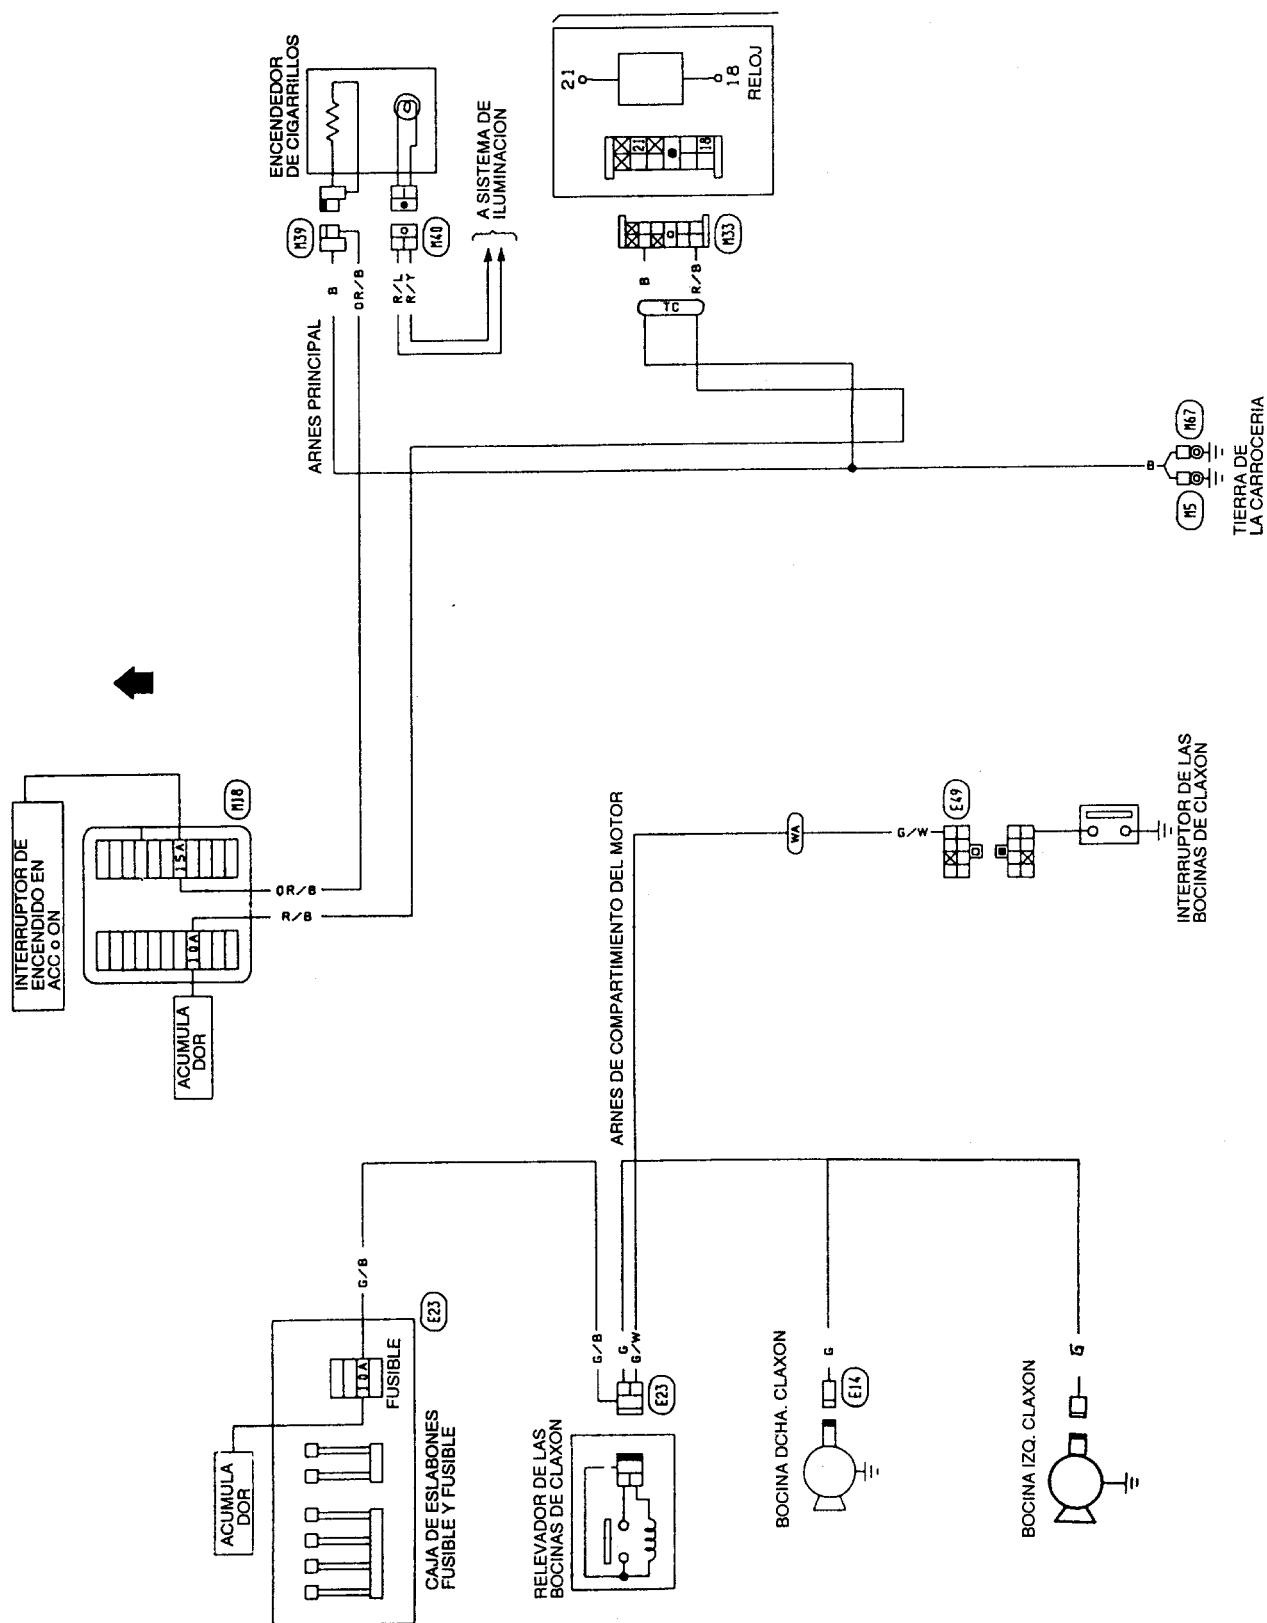 INTERRUPTOR DE
ENCENDIDO EN
ACC o ON
ACUMULA
DOR
15A
10A
M18
OR/B
R/B
ARNES PRINCIPAL
ENCENDEDOR
DE CIGARRILLOS
M39
M40
B
OR/B
R/L
R/Y
A SISTEMA DE
ILUMINACION
21
18
RELOJ
21
18
M33
B
R/B
TC
B
M5
M67
TIERRA DE
LA CARROCERIA
ACUMULA
DOR
10A
FUSIBLE
CAJA DE ESLABONES
FUSIBLE Y FUSIBLE
E23
G/B
ARNES DE COMPARTIMIENTO DEL MOTOR
RELEVADOR DE LAS
BOCINAS DE CLAXON
G/B
G
G/W
E23
WA
G/W
E49
INTERRUPTOR DE LAS
BOCINAS DE CLAXON
BOCINA DCHA. CLAXON
G
E14
BOCINA IZQ. CLAXON
G